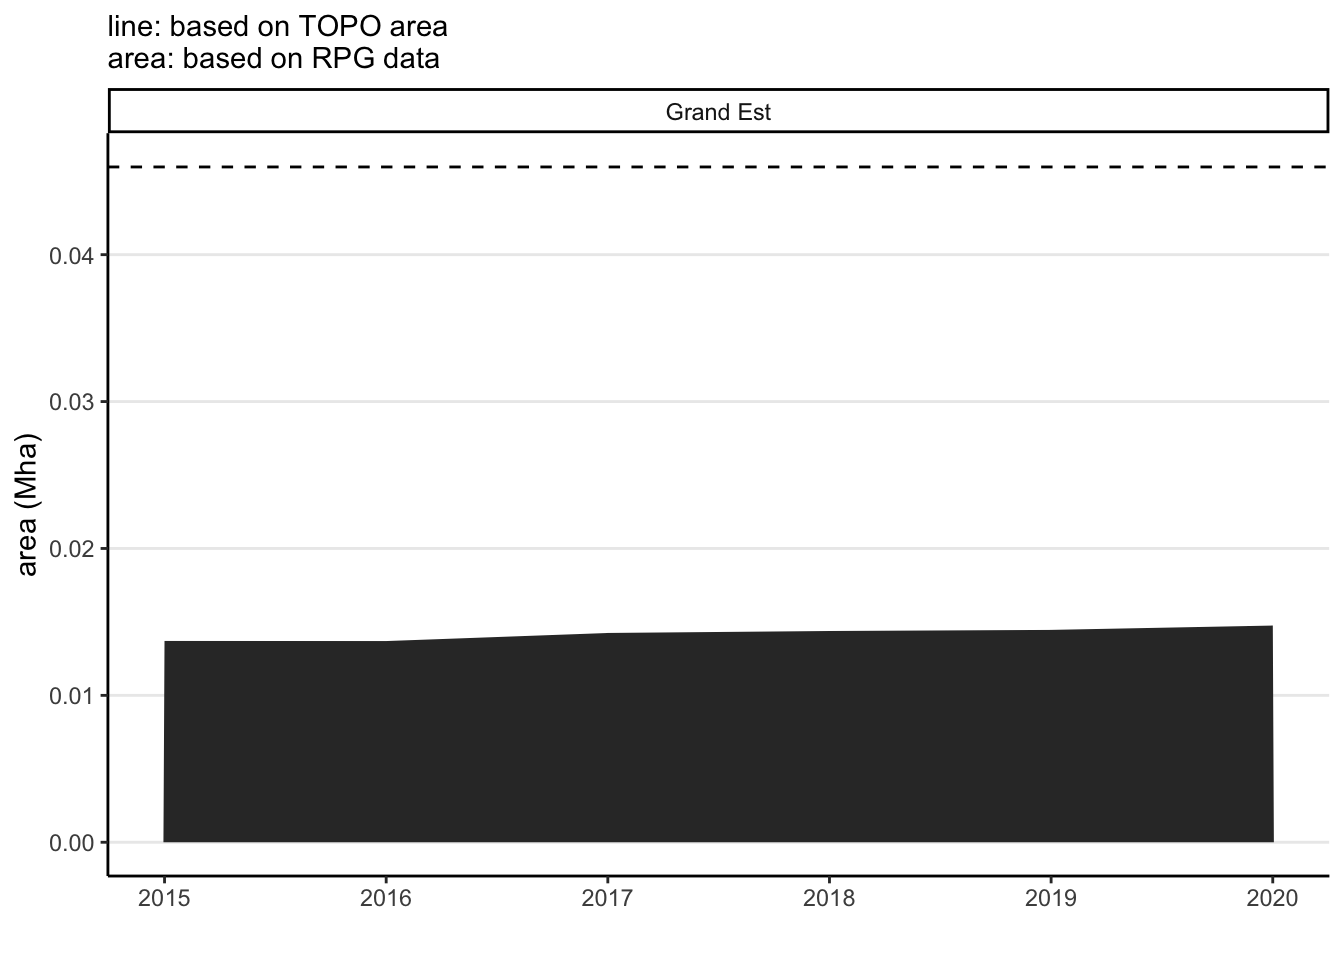 line: based on TOPO area
area: based on RPG data
Grand Est
area (Mha)
0.04
0.03
0.02
0.01
0.00
2015 2016 2017 2018 2019 2020